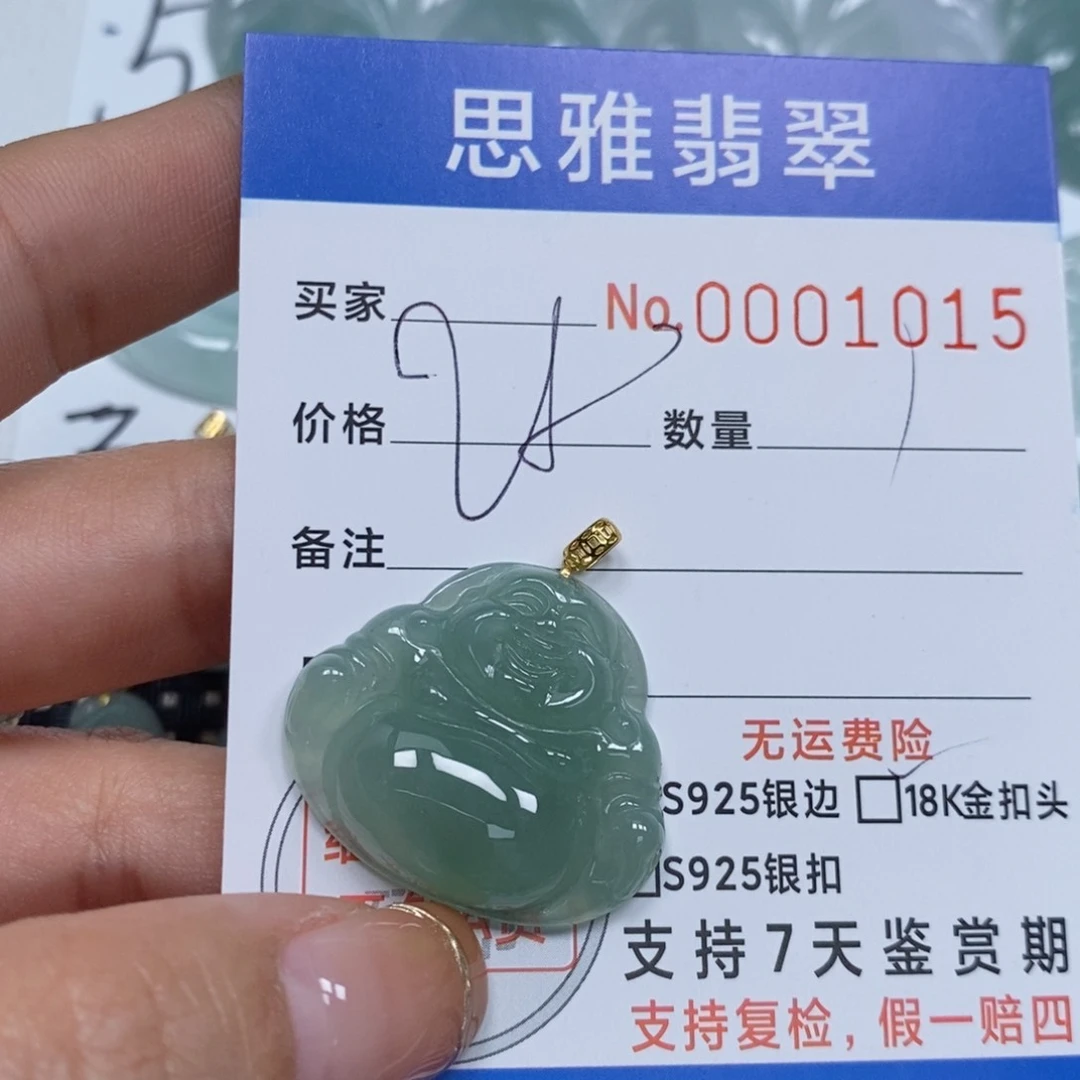 思雅翡翠
买家 No.0001015
价格 数量 1
备注
无运费险
S925银边 □18K金扣头
S925银扣
支持7天鉴赏期
支持复检，假一赔四